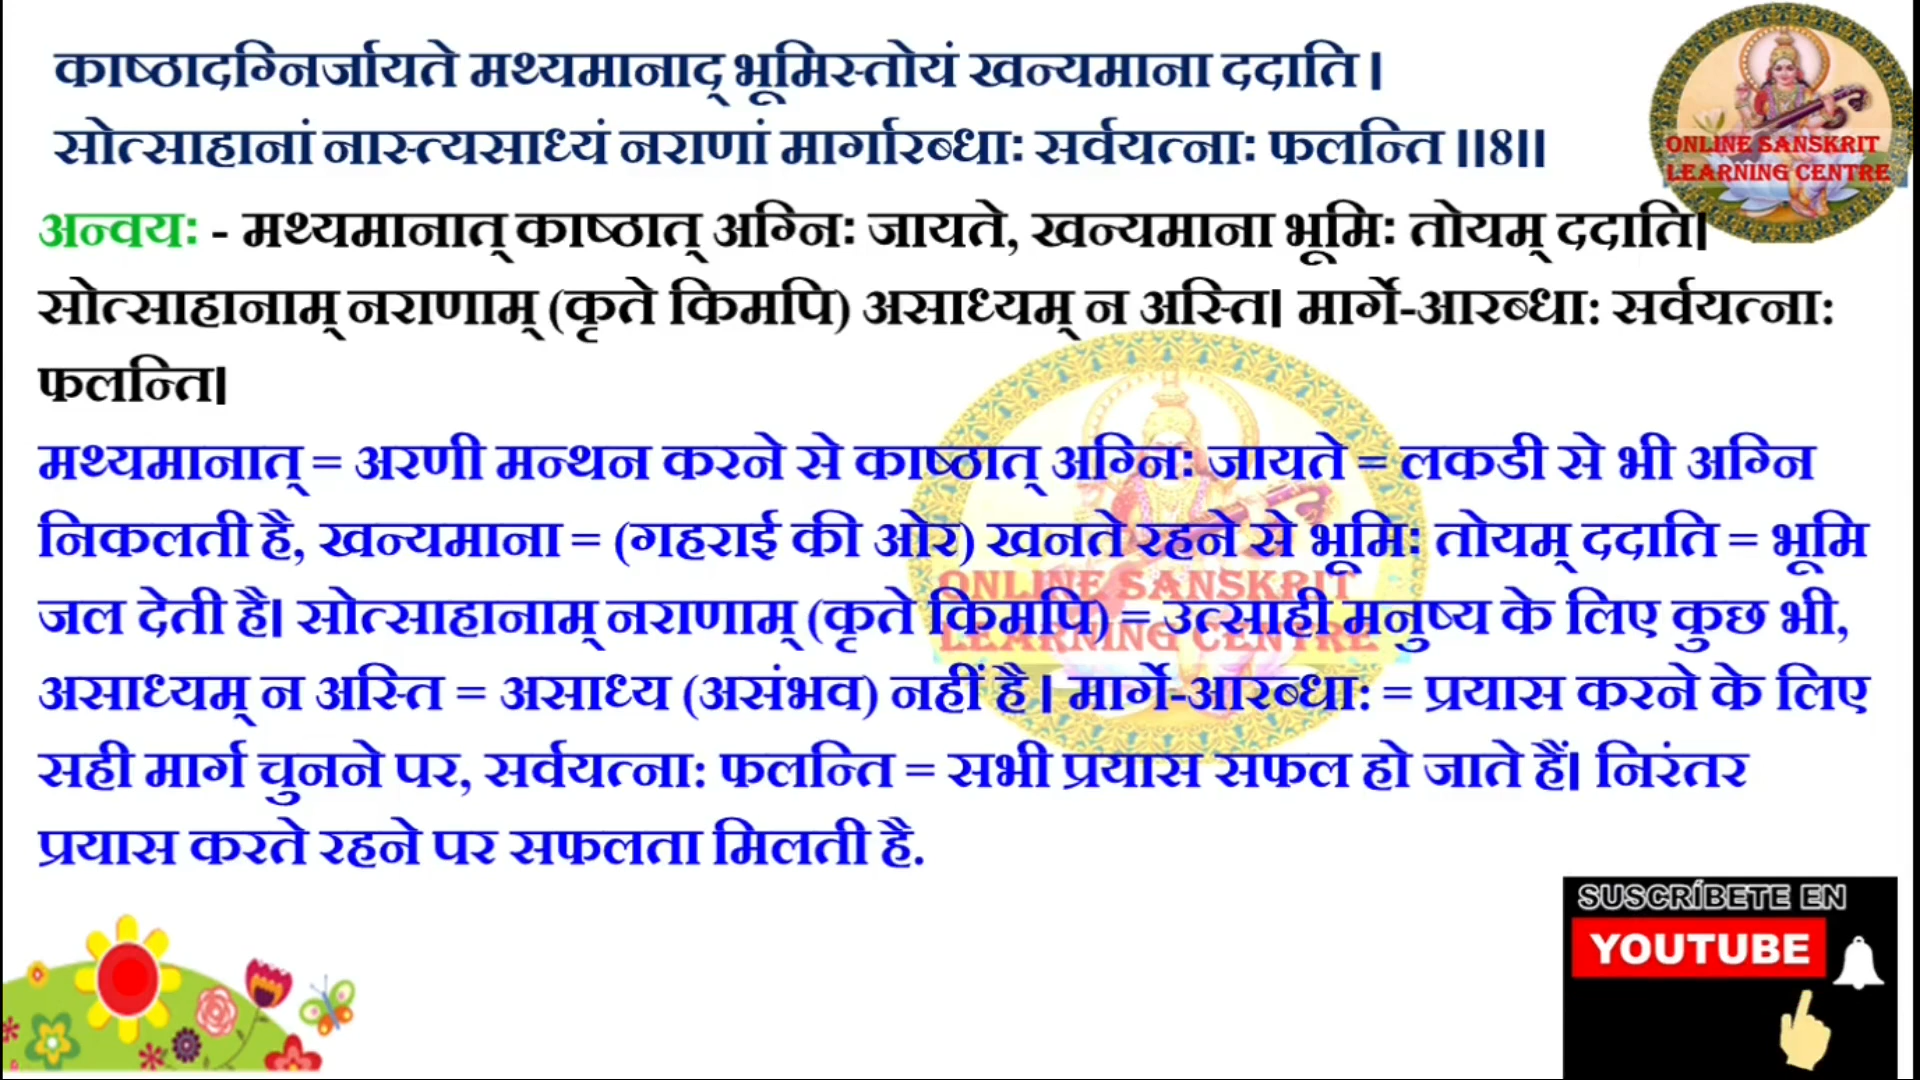 काष्ठादग्निर्जायते मथ्यमानाद् भूमिस्तोयं खन्यमाना ददाति ।
सोत्साहानां नास्त्यसाध्यं नराणां मार्गारब्धाः सर्वयत्नाः फलन्ति ॥8॥
ONLINE SANSKRIT
LEARNING CENTRE
अन्वयः - मथ्यमानात् काष्ठात् अग्निः जायते, खन्यमाना भूमिः तोयम् ददाति।
सोत्साहानाम् नराणाम् (कृते किमपि) असाध्यम् न अस्ति। मार्गे-आरब्धाः सर्वयत्नाः
फलन्ति।
मथ्यमानात् = अरणी मन्थन करने से काष्ठात् अग्निः जायते = लकडी से भी अग्नि
निकलती है, खन्यमाना = (गहराई की ओर) खनते रहने से भूमिः तोयम् ददाति = भूमि
ONLINE SANSKRIT
जल देती है। सोत्साहानाम् नराणाम् (कृते किमपि) = उत्साही मनुष्य के लिए कुछ भी,
LEARNING CENTRE
असाध्यम् न अस्ति = असाध्य (असंभव) नहीं है । मार्गे-आरब्धाः = प्रयास करने के लिए
सही मार्ग चुनने पर, सर्वयत्नाः फलन्ति = सभी प्रयास सफल हो जाते हैं। निरंतर
प्रयास करते रहने पर सफलता मिलती है.
SUSCRÍBETE EN
YOUTUBE